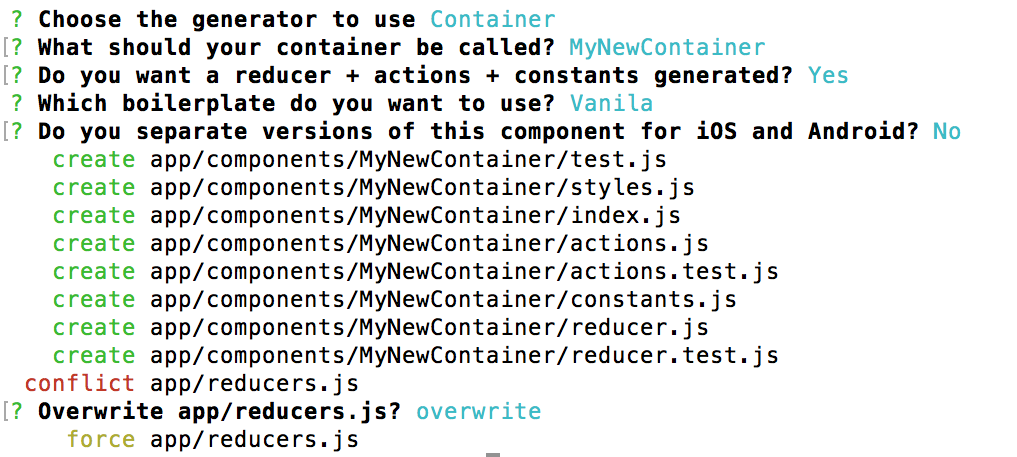 ? Choose the generator to use Container
[? What should your container be called? MyNewContainer
[? Do you want a reducer + actions + constants generated? Yes
? Which boilerplate do you want to use? Vanila
[? Do you separate versions of this component for iOS and Android? No
create app/components/MyNewContainer/test.js
create app/components/MyNewContainer/styles.js
create app/components/MyNewContainer/index.js
create app/components/MyNewContainer/actions.js
create app/components/MyNewContainer/actions.test.js
create app/components/MyNewContainer/constants.js
create app/components/MyNewContainer/reducer.js
create app/components/MyNewContainer/reducer.test.js
conflict app/reducers.js
[? Overwrite app/reducers.js? overwrite
force app/reducers.js